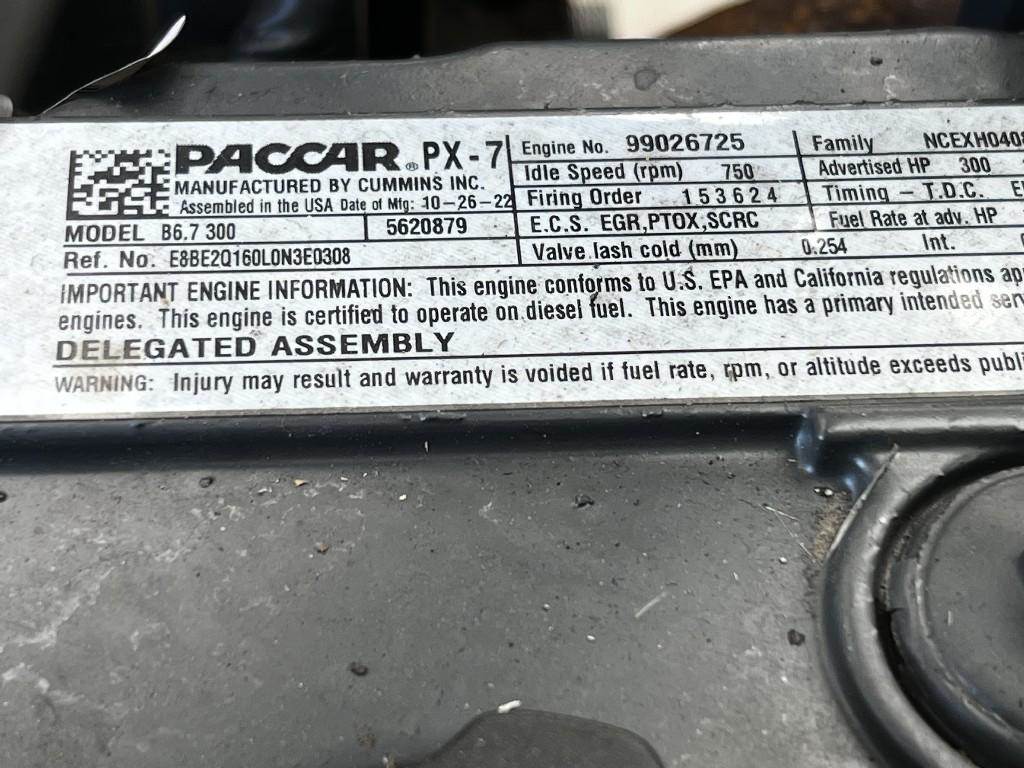 PACCAR® PX-7
MANUFACTURED BY CUMMINS INC.
Assembled in the USA Date of Mfg: 10-26-22
MODEL B6.7 300 5620879
Ref. No. E8BE2Q160L0N3E0308
Engine No. 99026725
Idle Speed (rpm) 750
Firing Order 1 5 3 6 2 4
E.C.S. EGR,PTOX,SCRC
Valve lash cold (mm) 0.254 Int.
Family NCEXH0408
Advertised HP 300
Timing – T.D.C.
Fuel Rate at adv. HP
IMPORTANT ENGINE INFORMATION: This engine conforms to U.S. EPA and California regulations
engines. This engine is certified to operate on diesel fuel. This engine has a primary intended
DELEGATED ASSEMBLY
WARNING: Injury may result and warranty is voided if fuel rate, rpm, or altitude exceeds